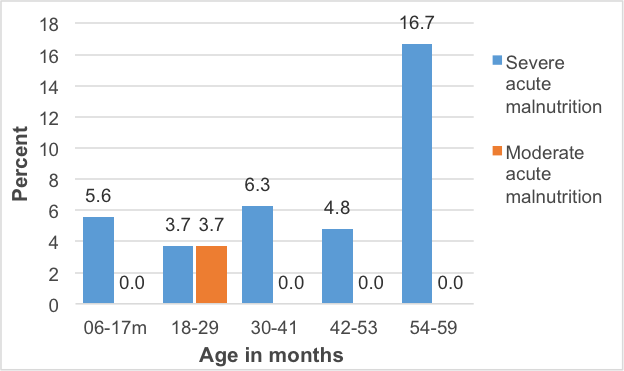 18
16
14
12
10
8
6
4
2
0
Percent
5.6
0.0
3.7
3.7
6.3
0.0
4.8
0.0
16.7
0.0
06-17m
18-29
30-41
42-53
54-59
Age in months
Severe
acute
malnutrition
Moderate
acute
malnutrition